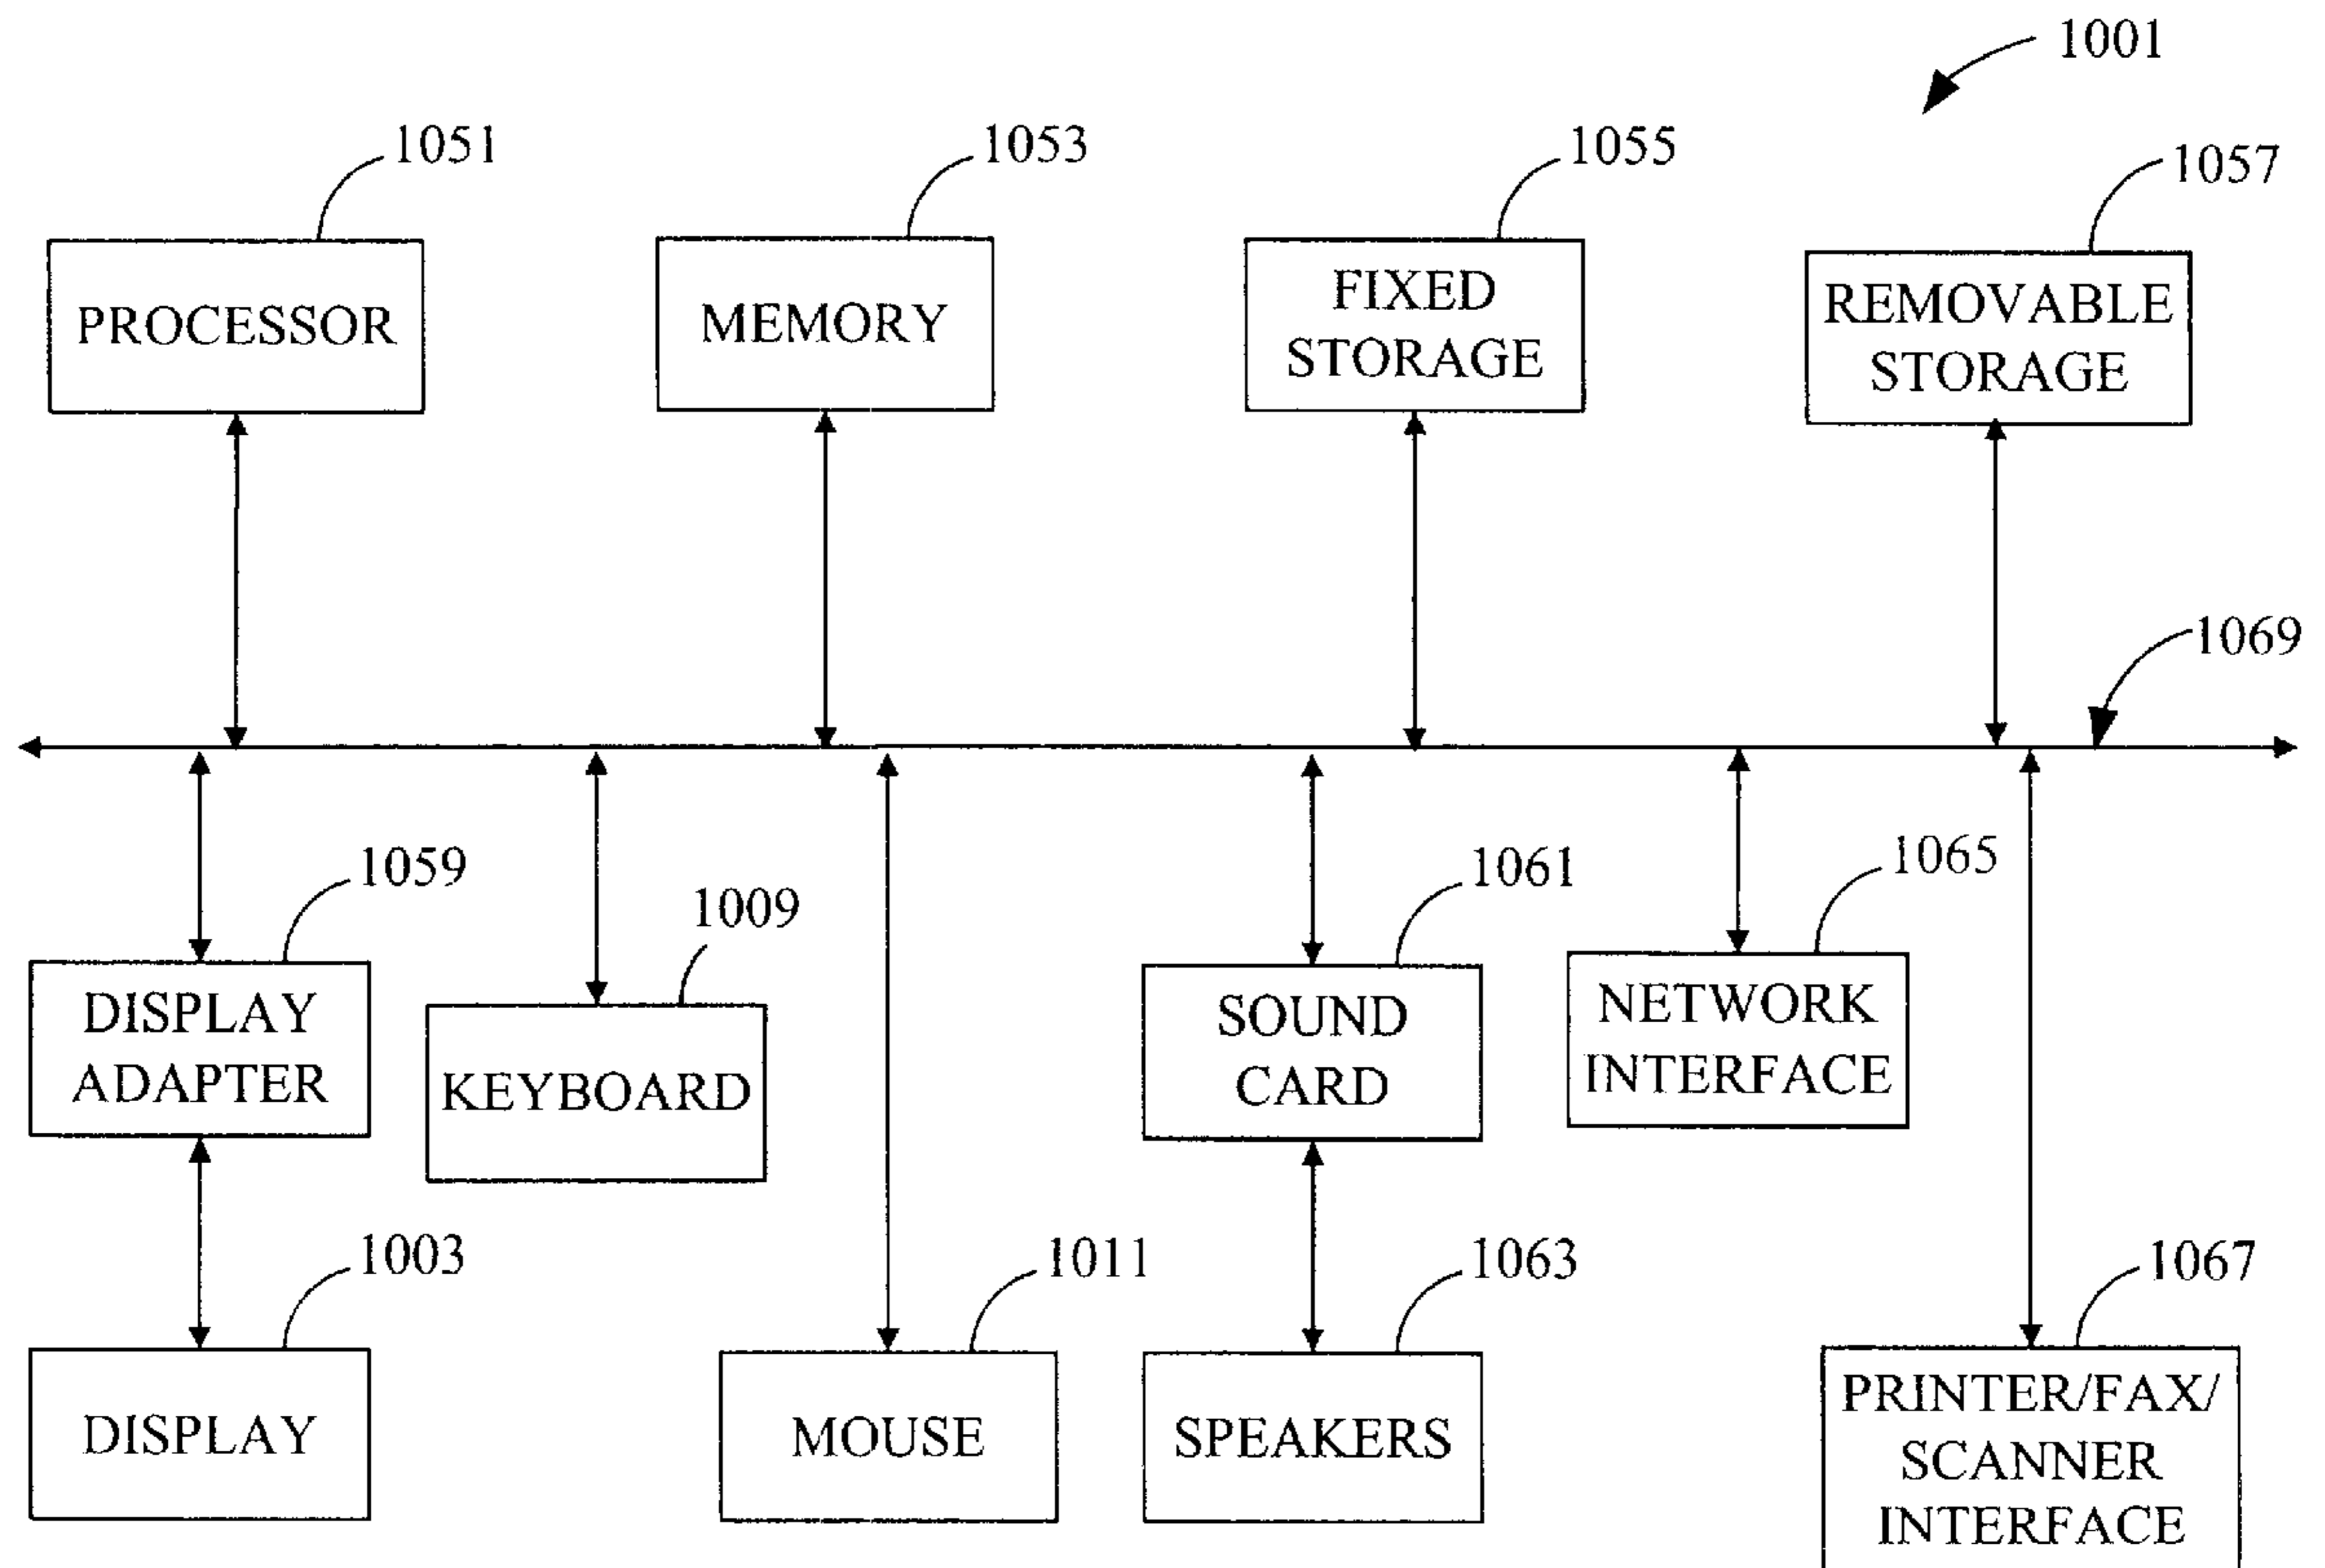 1001
1051
1053
1055
1057
PROCESSOR
MEMORY
FIXED
STORAGE
REMOVABLE
STORAGE
1069
1059
1009
1061
1065
DISPLAY
ADAPTER
KEYBOARD
SOUND
CARD
NETWORK
INTERFACE
1003
1011
1063
1067
DISPLAY
MOUSE
SPEAKERS
PRINTER/FAX/
SCANNER
INTERFACE